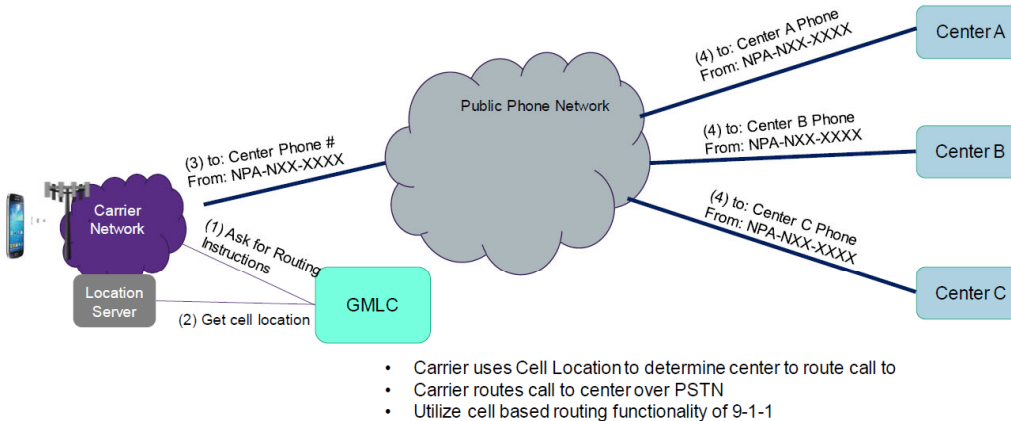 Public Phone Network
(4) to: Center A Phone
From: NPA-NXX-XXXX
Center A
(4) to: Center B Phone
From: NPA-NXX-XXXX
Center B
(4) to: Center C Phone
From: NPA-NXX-XXXX
Center C
(3) to: Center Phone #
From: NPA-NXX-XXXX
Carrier
Network
(1) Ask for Routing
Instructions
Location
Server
(2) Get cell location
GMLC
• Carrier uses Cell Location to determine center to route call to
• Carrier routes call to center over PSTN
• Utilize cell based routing functionality of 9-1-1